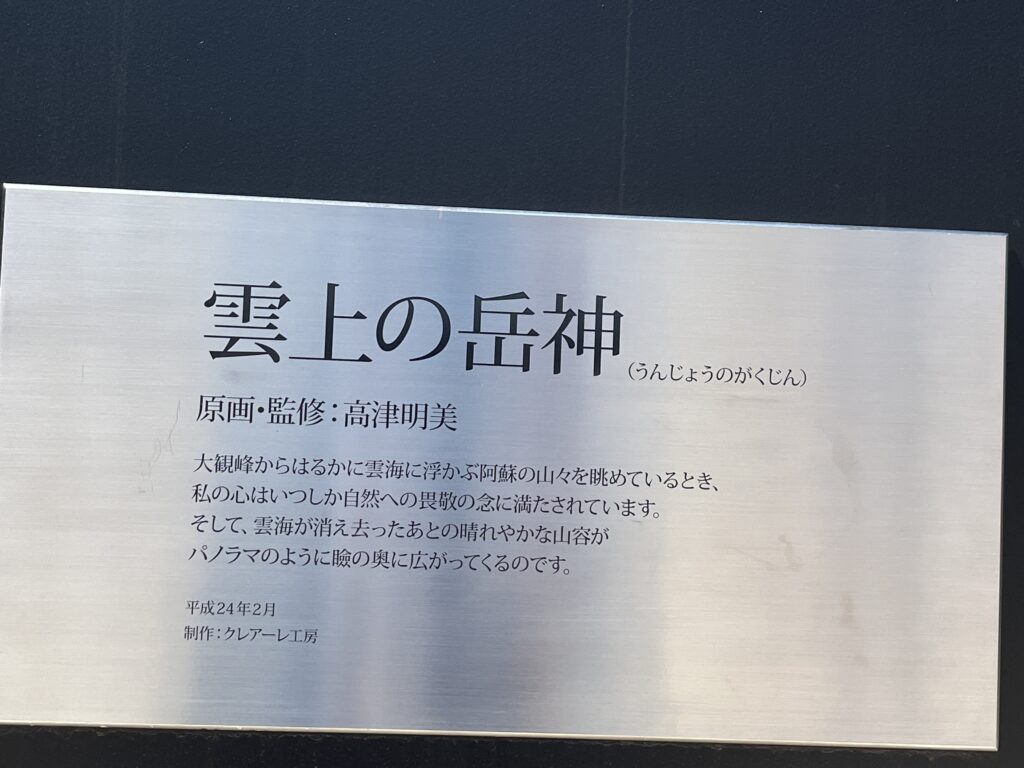 雲上の岳神(うんじょうのがくじん)
原画・監修：高津明美
大観峰からはるかに雲海に浮かぶ阿蘇の山々を眺めているとき、
私の心はいつしか自然への畏敬の念に満たされています。
そして、雲海が消え去ったあとの晴れやかな山容が
パノラマのように瞼の奥に広がってくるのです。
平成24年2月
制作：クレアーレ工房